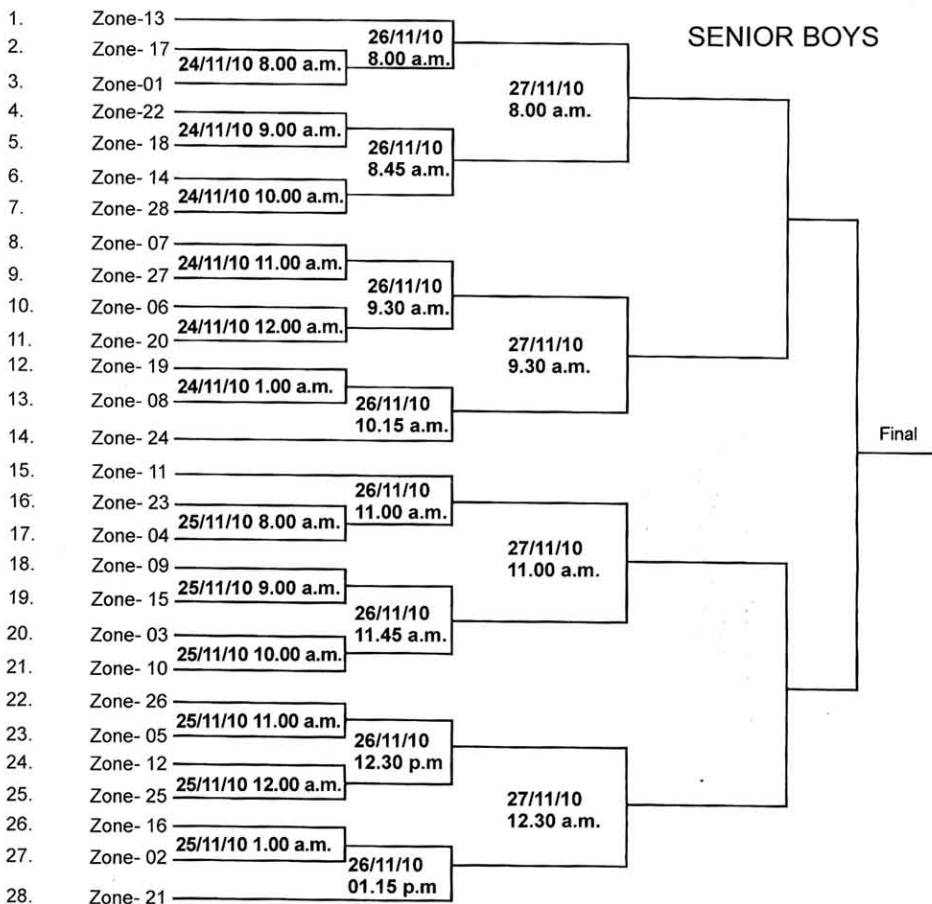 SENIOR BOYS
1. Zone-13
2. Zone- 17
3. Zone-01
4. Zone-22
5. Zone- 18
6. Zone- 14
7. Zone- 28
8. Zone- 07
9. Zone- 27
10. Zone- 06
11. Zone- 20
12. Zone- 19
13. Zone- 08
14. Zone- 24
15. Zone- 11
16. Zone- 23
17. Zone- 04
18. Zone- 09
19. Zone- 15
20. Zone- 03
21. Zone- 10
22. Zone- 26
23. Zone- 05
24. Zone- 12
25. Zone- 25
26. Zone- 16
27. Zone- 02
28. Zone- 21
24/11/10 8.00 a.m.
24/11/10 9.00 a.m.
24/11/10 10.00 a.m.
24/11/10 11.00 a.m.
24/11/10 12.00 a.m.
24/11/10 1.00 a.m.
25/11/10 8.00 a.m.
25/11/10 9.00 a.m.
25/11/10 10.00 a.m.
25/11/10 11.00 a.m.
25/11/10 12.00 a.m.
25/11/10 1.00 a.m.
26/11/10
8.00 a.m.
26/11/10
8.45 a.m.
26/11/10
9.30 a.m.
26/11/10
10.15 a.m.
26/11/10
11.00 a.m.
26/11/10
11.45 a.m.
26/11/10
12.30 p.m
26/11/10
01.15 p.m
27/11/10
8.00 a.m.
27/11/10
9.30 a.m.
27/11/10
11.00 a.m.
27/11/10
12.30 a.m.
Final